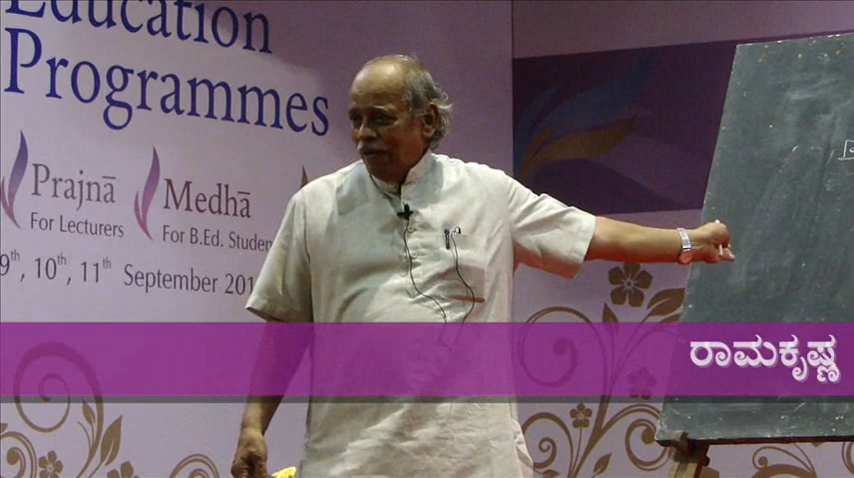 Education
Programmes
Prajnā
Medhā
For Lecturers
For B.Ed. Studen
9th, 10th, 11th September 201
ರಾಮಕೃಷ್ಣ